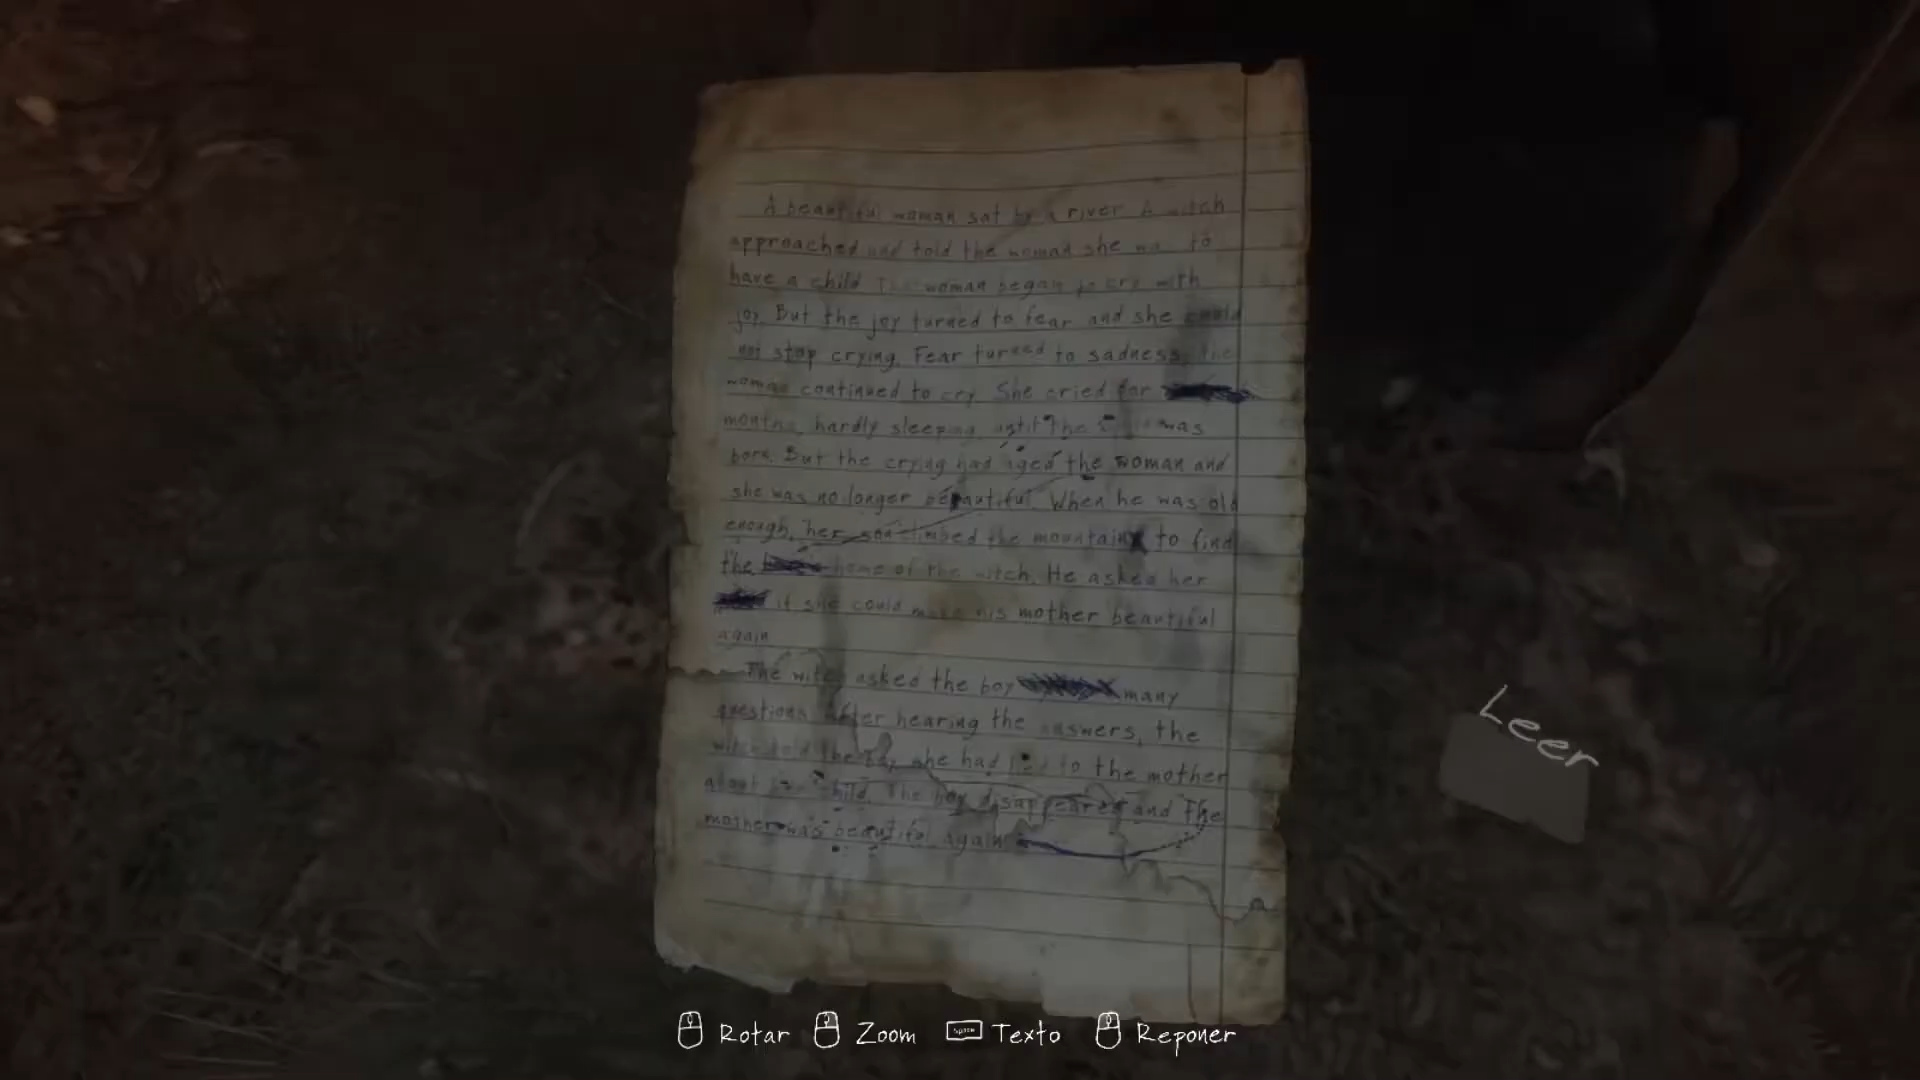 A beautiful woman sat by a river A witch
approached and told the woman she wa to
have a child The woman began to cry with
joy. But the joy turned to fear and she could
not stop crying. Fear turned to sadness, the
woman continued to cry. She cried for
months, hardly sleeping, until the was
born. But the crying had aged the woman and
she was no longer beautiful. When he was old
enough, her son climbed the mountain to find
the home of the witch. He asked her
if she could make his mother beautiful
again
The witch asked the boy many
questions. After hearing the answers, the
witch told the boy she had lied to the mother
about her child. The boy disappeared and The
mother was beautiful again
Leer
Rotar Zoom Space Texto Reponer